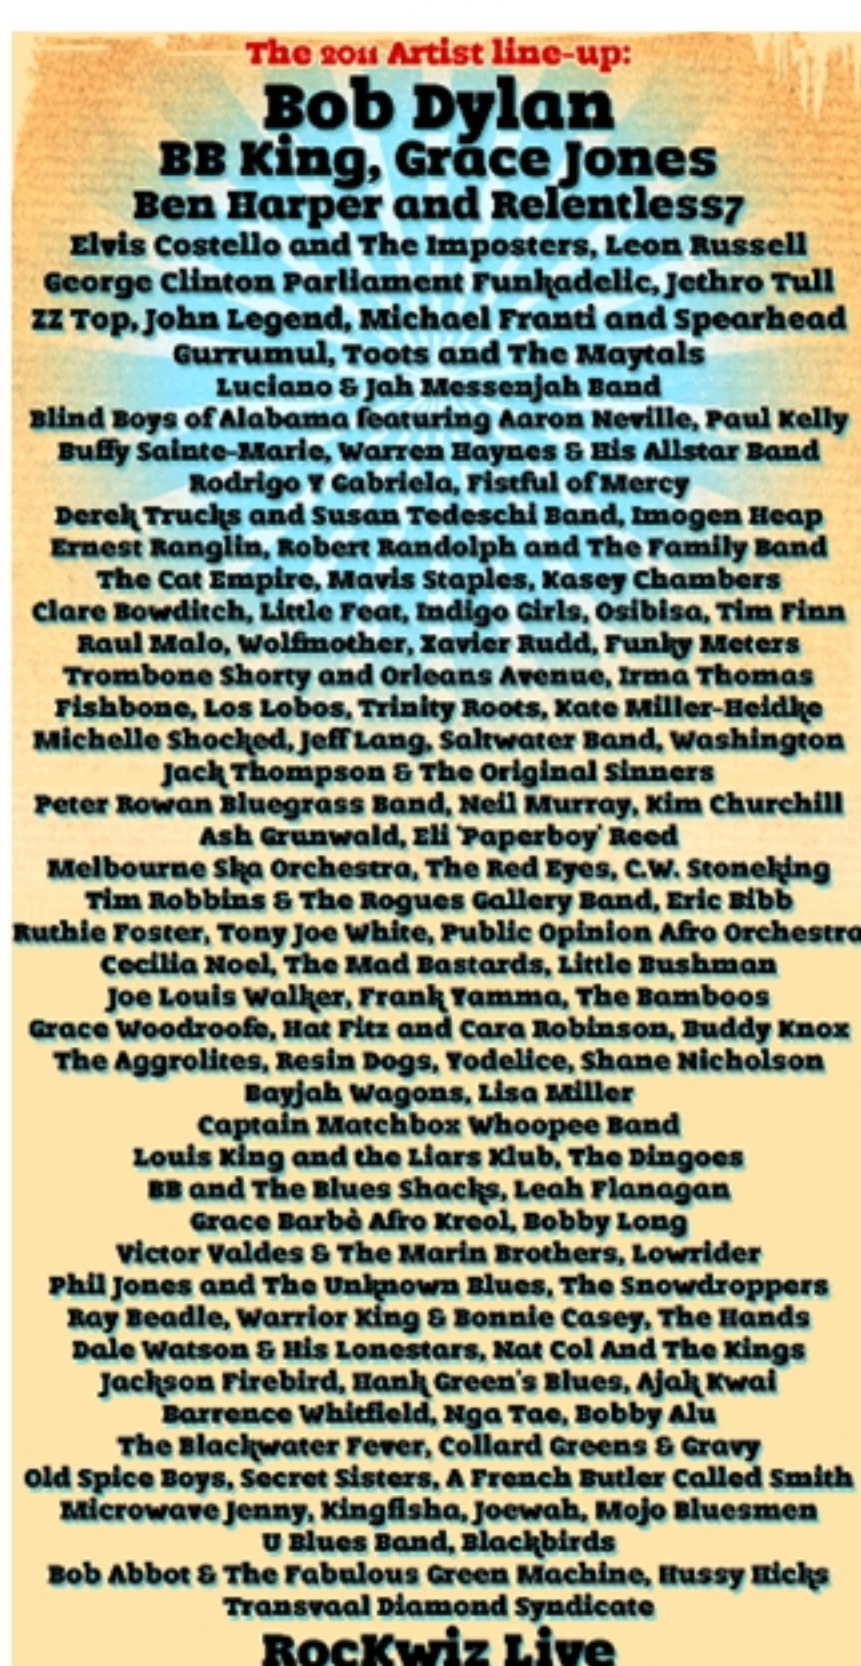 The 2011 Artist line-up:
Bob Dylan
BB King, Grace Jones
Ben Harper and Relentless7
Elvis Costello and The Imposters, Leon Russell
George Clinton Parliament Funkadelic, Jethro Tull
ZZ Top, John Legend, Michael Franti and Spearhead
Gurrumul, Toots and The Maytals
Luciano & Jah Messenjah Band
Blind Boys of Alabama featuring Aaron Neville, Paul Kelly
Buffy Sainte-Marie, Warren Haynes & His Allstar Band
Rodrigo Y Gabriela, Fistful of Mercy
Derek Trucks and Susan Tedeschi Band, Imogen Heap
Ernest Ranglin, Robert Randolph and The Family Band
The Cat Empire, Mavis Staples, Kasey Chambers
Clare Bowditch, Little Feat, Indigo Girls, Osibisa, Tim Finn
Raul Malo, Wolfmother, Xavier Rudd, Funky Meters
Trombone Shorty and Orleans Avenue, Irma Thomas
Fishbone, Los Lobos, Trinity Roots, Kate Miller-Heidke
Michelle Shocked, Jeff Lang, Saltwater Band, Washington
Jack Thompson & The Original Sinners
Peter Rowan Bluegrass Band, Neil Murray, Kim Churchill
Ash Grunwald, Eli 'Paperboy' Reed
Melbourne Ska Orchestra, The Red Eyes, C.W. Stoneking
Tim Robbins & The Rogues Gallery Band, Eric Bibb
Ruthie Foster, Tony Joe White, Public Opinion Afro Orchestra
Cecilia Noel, The Mad Bastards, Little Bushman
Joe Louis Walker, Frank Yamma, The Bamboos
Grace Woodroofe, Hat Fitz and Cara Robinson, Buddy Knox
The Aggrolites, Resin Dogs, Yodelice, Shane Nicholson
Bayjah Wagons, Lisa Miller
Captain Matchbox Whoopee Band
Louis King and the Liars Klub, The Dingoes
BB and The Blues Shacks, Leah Flanagan
Grace Barbè Afro Kreol, Bobby Long
Victor Valdes & The Marin Brothers, Lowrider
Phil Jones and The Unknown Blues, The Snowdroppers
Ray Beadle, Warrior King & Bonnie Casey, The Hands
Dale Watson & His Lonestars, Nat Col And The Kings
Jackson Firebird, Hank Green's Blues, Ajak Kwai
Barrence Whitfield, Nga Tae, Bobby Alu
The Blackwater Fever, Collard Greens & Gravy
Old Spice Boys, Secret Sisters, A French Butler Called Smith
Microwave Jenny, Kingfisha, Joewah, Mojo Bluesmen
U Blues Band, Blackbirds
Bob Abbot & The Fabulous Green Machine, Hussy Hicks
Transvaal Diamond Syndicate
RocKwiz Live